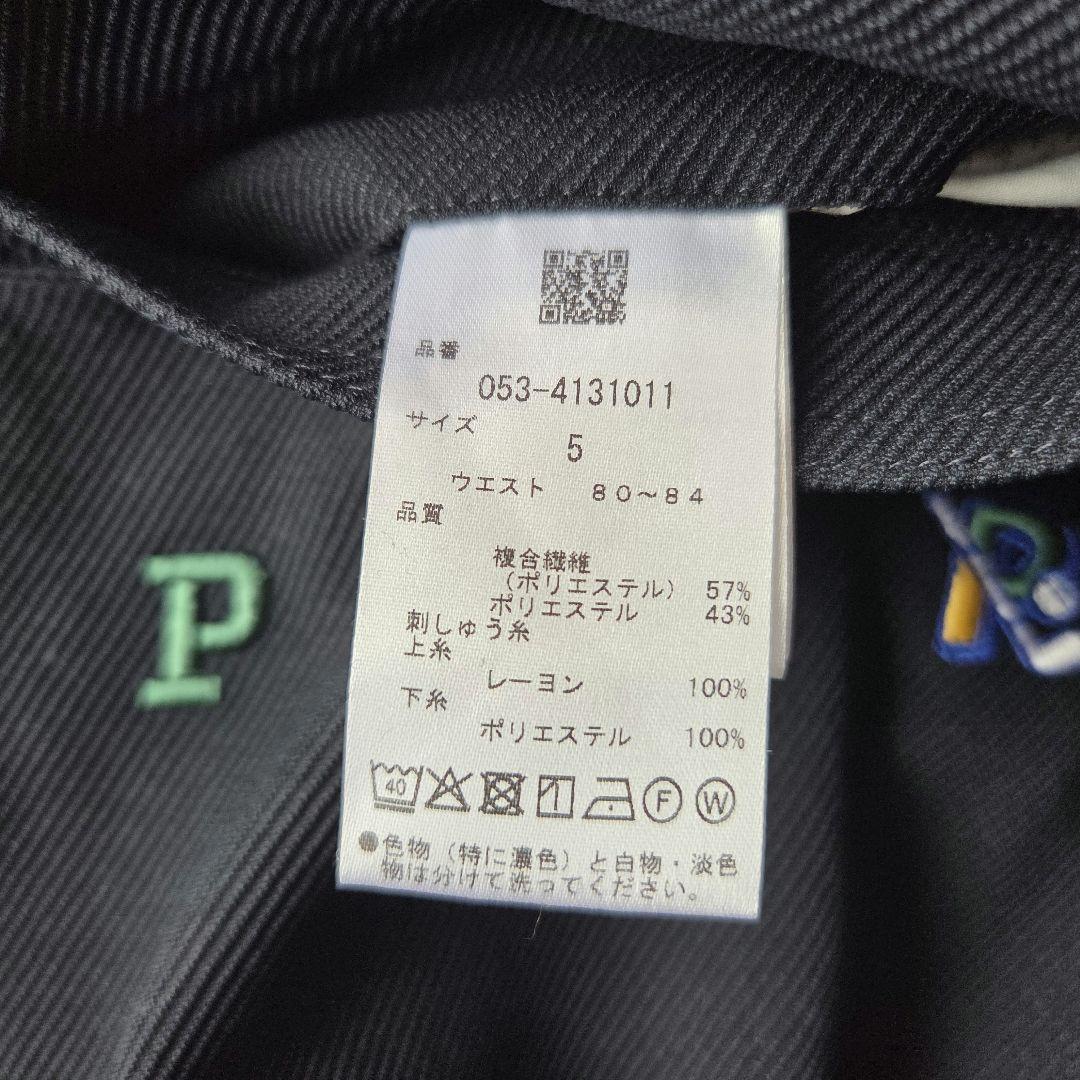 品番
053-4131011
サイズ
5
ウエスト 80～84
品質
複合繊維
（ポリエステル） 57%
ポリエステル 43%
刺しゅう糸
上糸
レーヨン 100%
下糸
ポリエステル 100%
40 1 F W
●色物（特に濃色）と白物・淡色
物は分けて洗ってください。
P